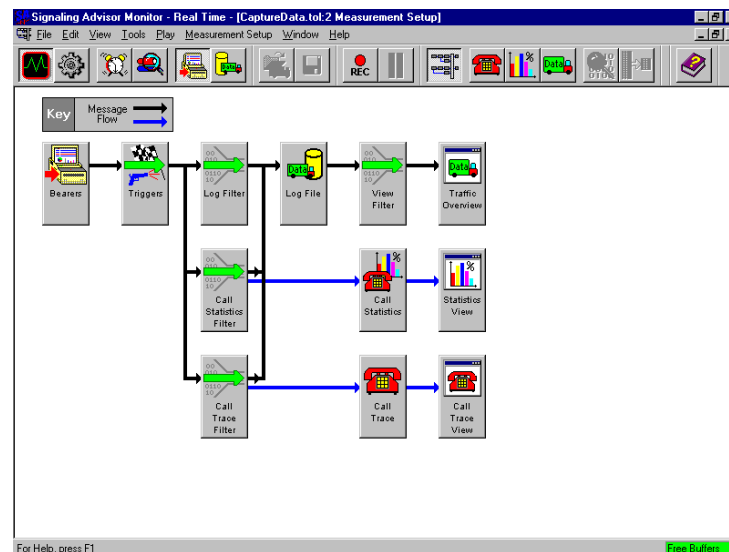 Signaling Advisor Monitor - Real Time - [CaptureData.tol:2 Measurement Setup]
File Edit View Tools Play Measurement Setup Window Help
Data
REC
%
Data
Key
Message Flow
Bearers
Triggers
Log Filter
Data
Log File
View Filter
Data
Traffic Overview
Call Statistics Filter
%
Call Statistics
%
Statistics View
Call Trace Filter
Call Trace
Call Trace View
For Help, press F1
Free Buffers